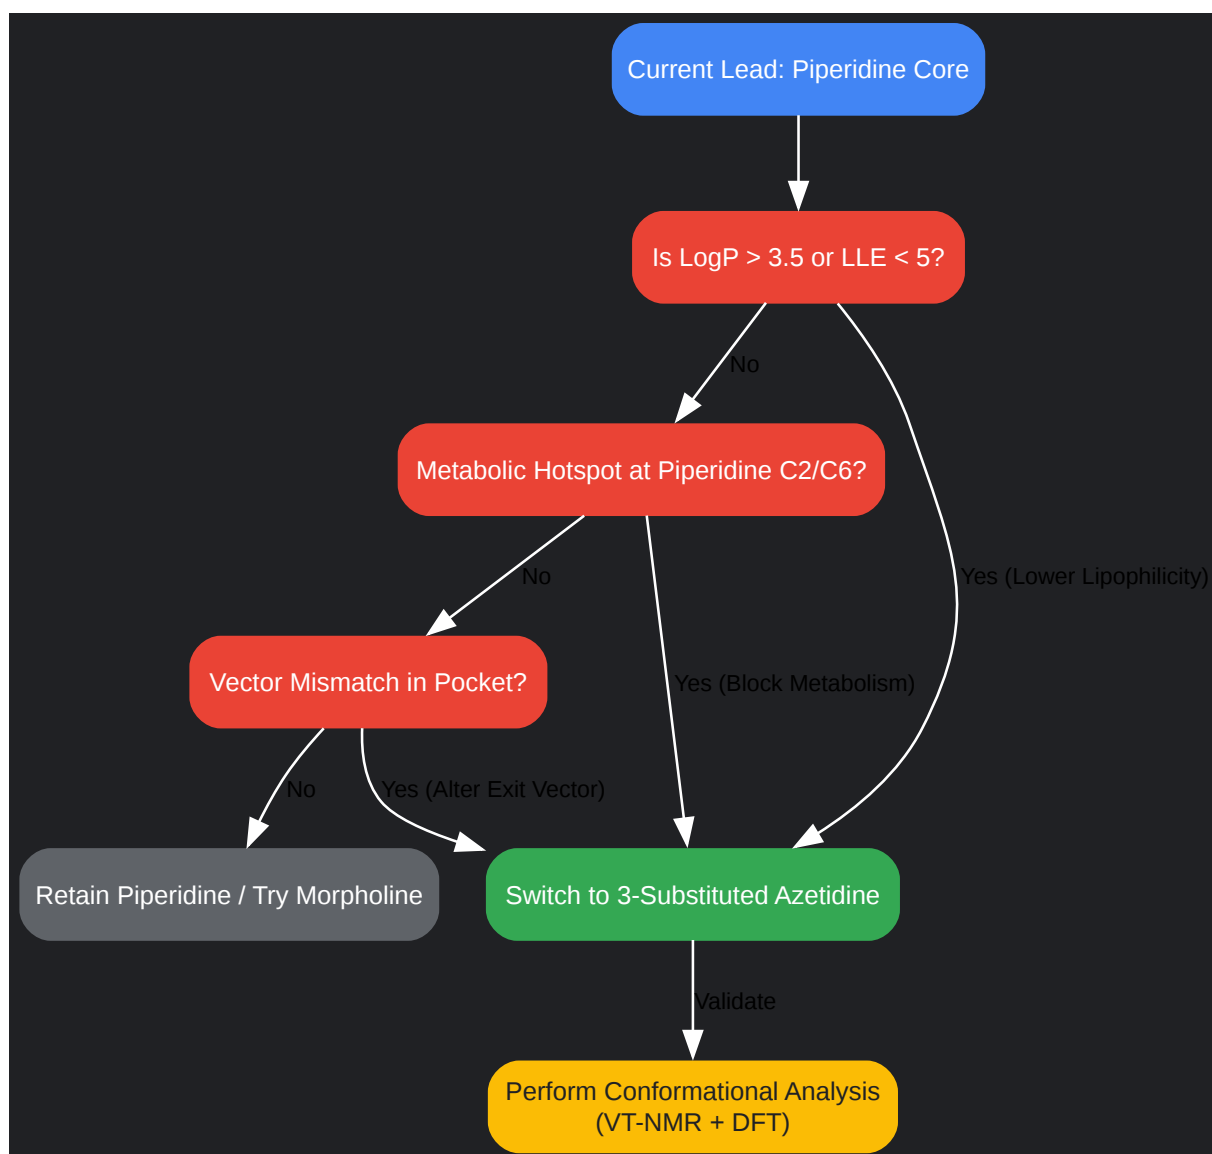 Current Lead: Piperidine Core
Is LogP > 3.5 or LLE < 5?
No
Metabolic Hotspot at Piperidine C2/C6?
No
Yes (Lower Lipophilicity)
Vector Mismatch in Pocket?
Yes (Block Metabolism)
No
Yes (Alter Exit Vector)
Retain Piperidine / Try Morpholine
Switch to 3-Substituted Azetidine
Validate
Perform Conformational Analysis
(VT-NMR + DFT)